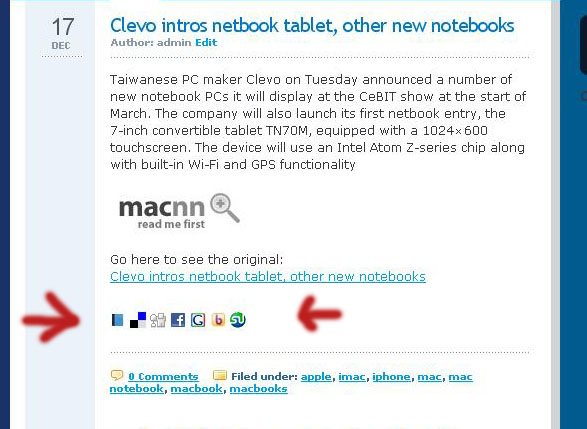 17
DEC
Clevo intros netbook tablet, other new notebooks
Author: admin Edit
Taiwanese PC maker Clevo on Tuesday announced a number of
new notebook PCs it will display at the CeBIT show at the start of
March. The company will also launch its first netbook entry, the
7-inch convertible tablet TN70M, equipped with a 1024×600
touchscreen. The device will use an Intel Atom Z-series chip along
with built-in Wi-Fi and GPS functionality
macnn
read me first
Go here to see the original:
Clevo intros netbook tablet, other new notebooks
0 Comments Filed under: apple, imac, iphone, mac, mac
notebook, macbook, macbooks